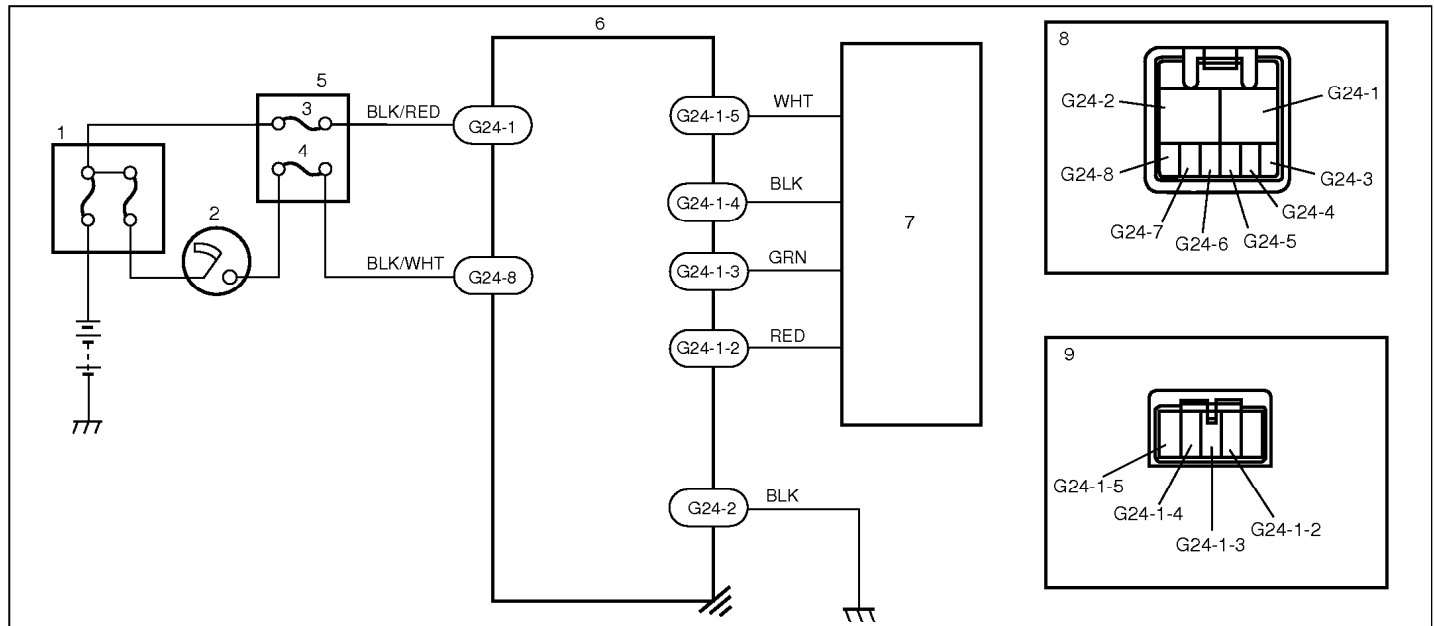 6
8
5
3
BLK/RED
G24-1
G24-1-5
WHT
G24-2
G24-1
1
4
G24-1-4
BLK
7
G24-8
G24-3
G24-4
G24-7
G24-6
G24-5
2
BLK/WHT
G24-8
G24-1-3
GRN
G24-1-2
RED
9
G24-2
BLK
G24-1-5
G24-1-4
G24-1-3
G24-1-2